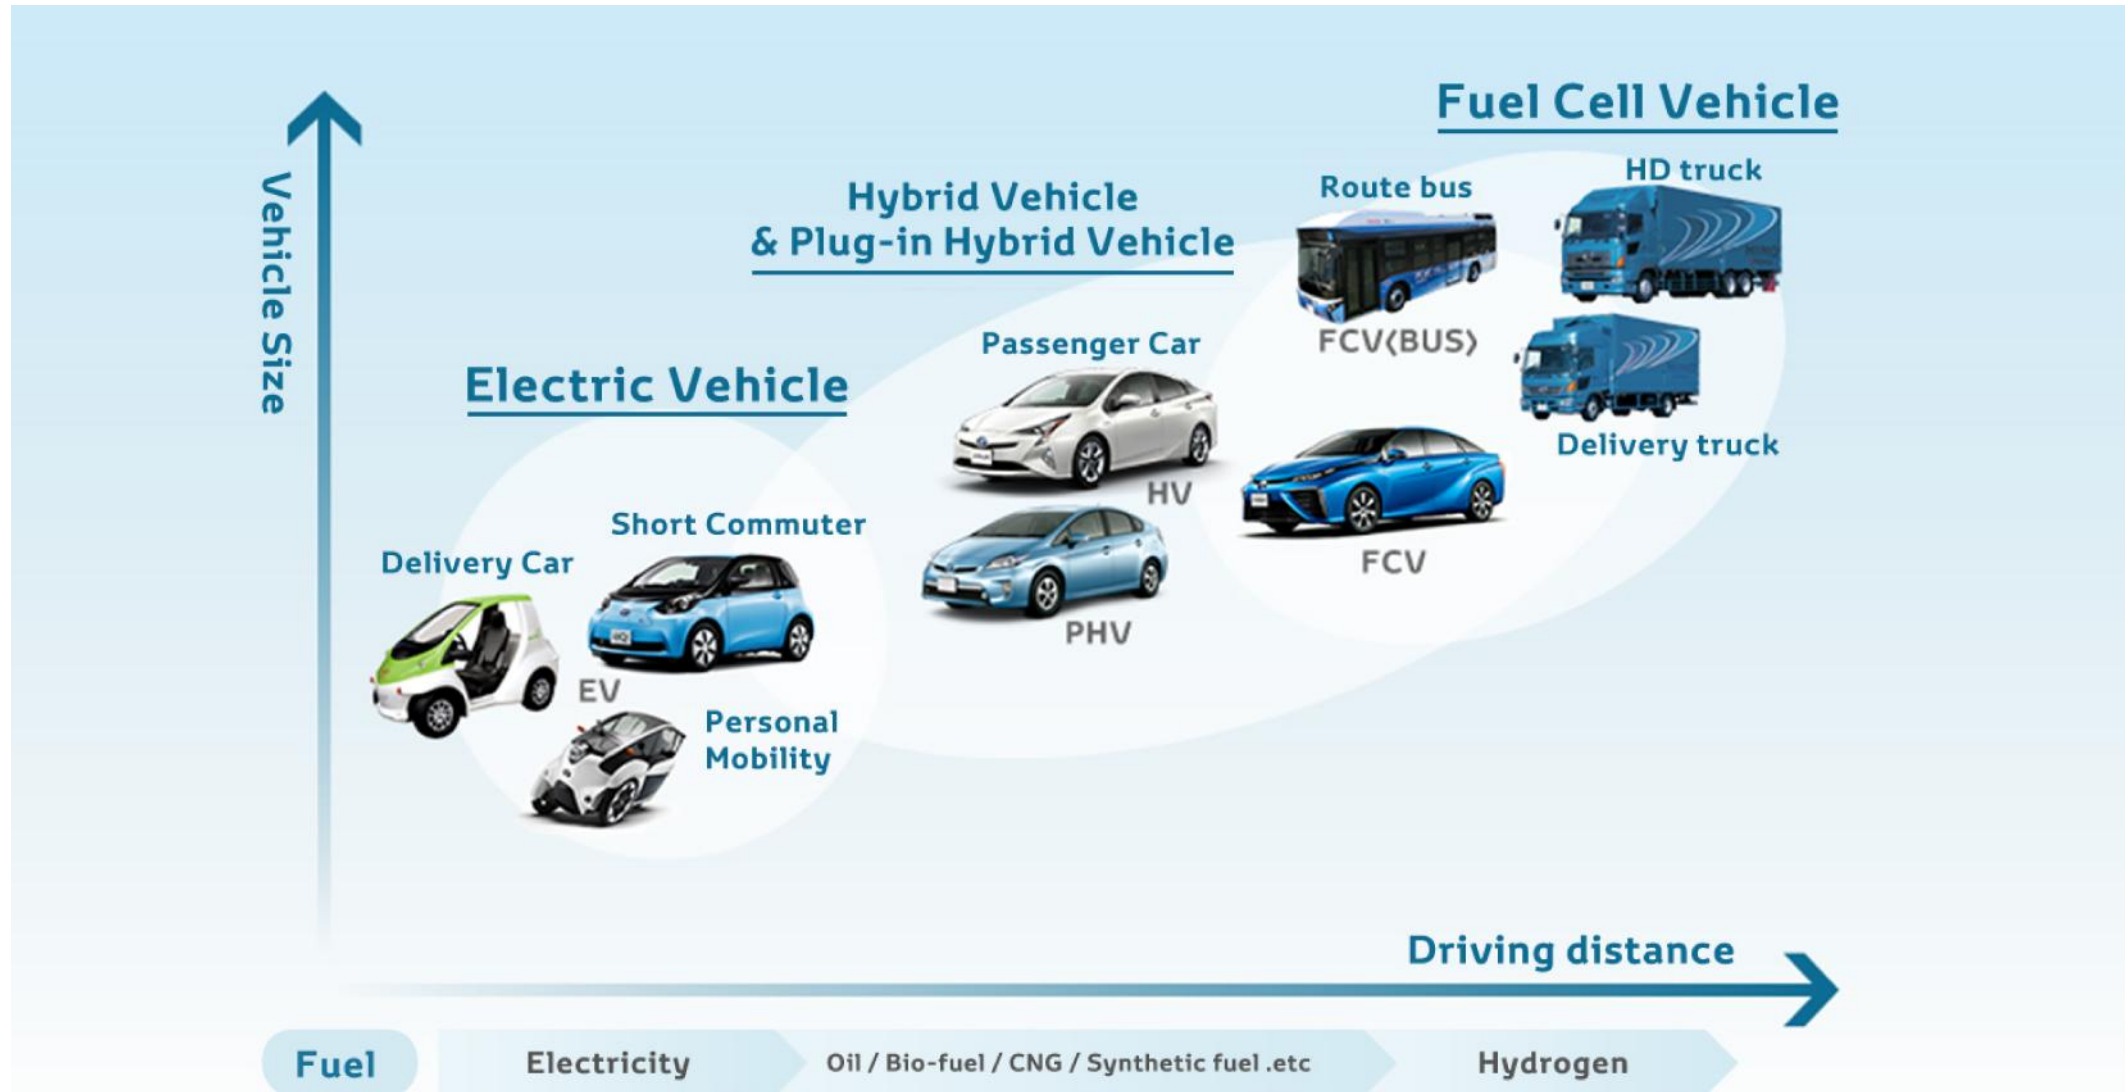 Fuel Cell Vehicle
HD truck
Route bus
Hybrid Vehicle
& Plug-in Hybrid Vehicle
Vehicle Size
FCV(BUS)
Passenger Car
Electric Vehicle
Delivery truck
HV
Short Commuter
Delivery Car
FCV
PHV
EV
Personal
Mobility
Driving distance
Fuel
Electricity
Oil / Bio-fuel / CNG / Synthetic fuel .etc
Hydrogen